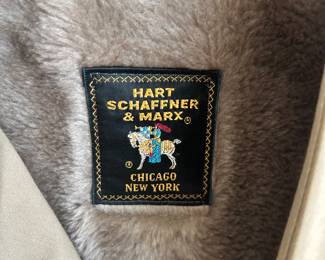 HART
SCHAFFNER
& MARX®
®
CHICAGO
NEW YORK